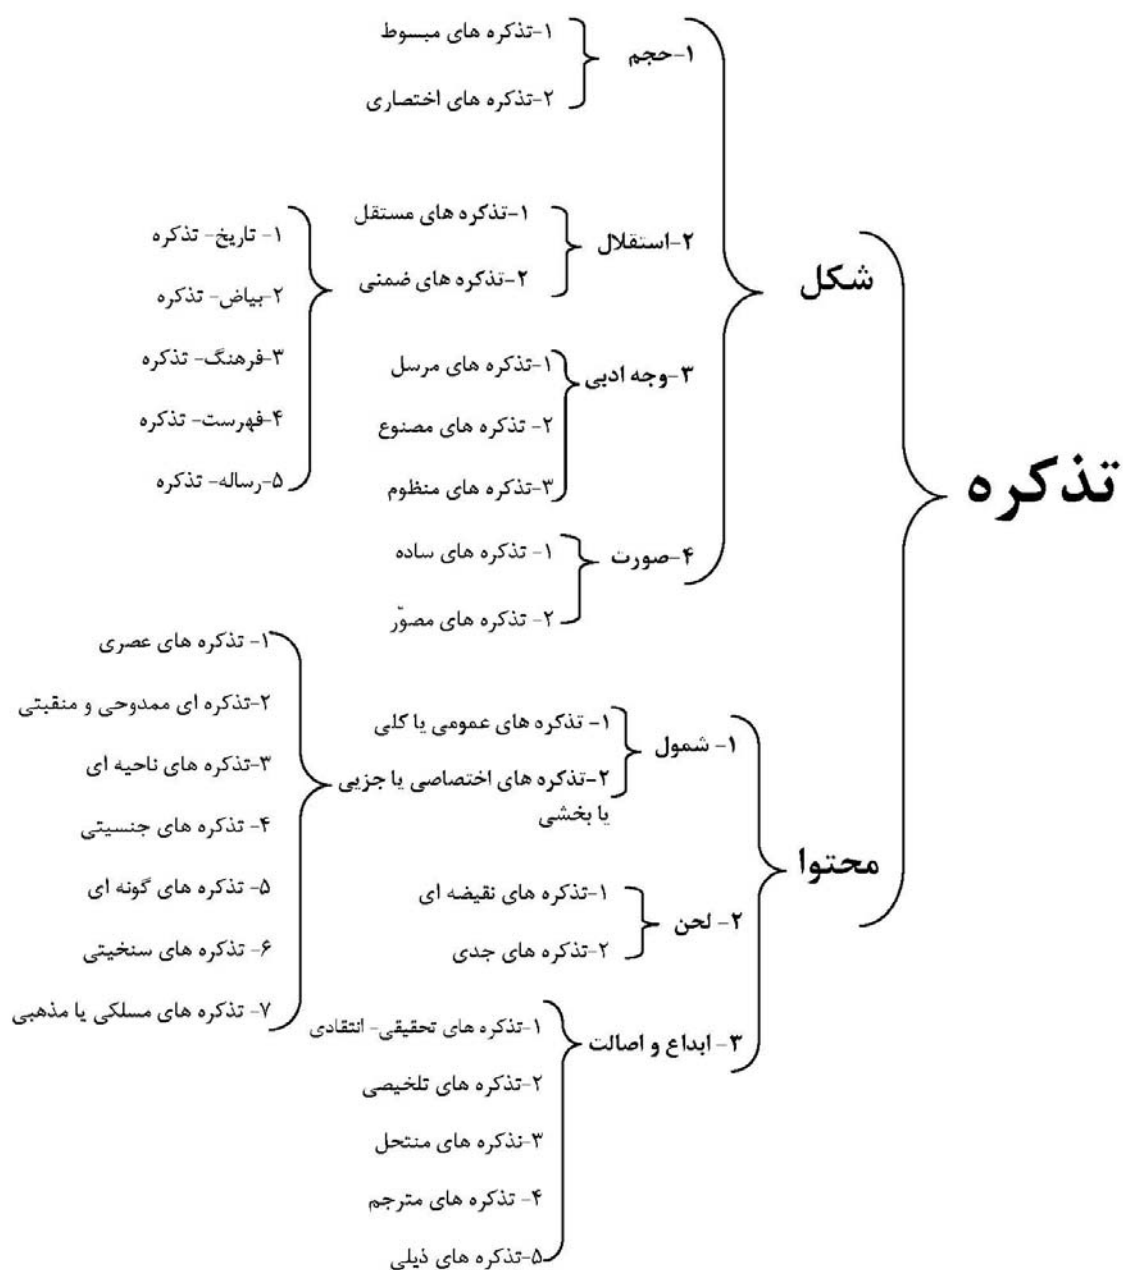 تذکره
شکل
۱-حجم
۱-تذکره های مبسوط
۲-تذکره های اختصاری
۲-استقلال
۱-تذکره های مستقل
۲-تذکره های ضمنی
۱- تاریخ- تذکره
۲-بیاض- تذکره
۳-فرهنگ- تذکره
۴-فهرست- تذکره
۵-رساله- تذکره
۳-وجه ادبی
۱-تذکره های مرسل
۲- تذکره های مصنوع
۳-تذکره های منظوم
۴-صورت
۱- تذکره های ساده
۲- تذکره های مصوّر
محتوا
۱- شمول
۱- تذکره های عمومی یا کلی
۲-تذکره های اختصاصی یا جزیی
یا بخشی
۱- تذکره های عصری
۲-تذکره ای ممدوحی و منقبتی
۳-تذکره های ناحیه ای
۴- تذکره های جنسیتی
۵- تذکره های گونه ای
۶- تذکره های سنخیتی
۷- تذکره های مسلکی یا مذهبی
۲- لحن
۱-تذکره های نقیضه ای
۲-تذکره های جدی
۳- ابداع و اصالت
۱-تذکره های تحقیقی- انتقادی
۲-تذکره های تلخیصی
۳-تذکره های منتحل
۴- تذکره های مترجم
۵-تذکره های ذیلی